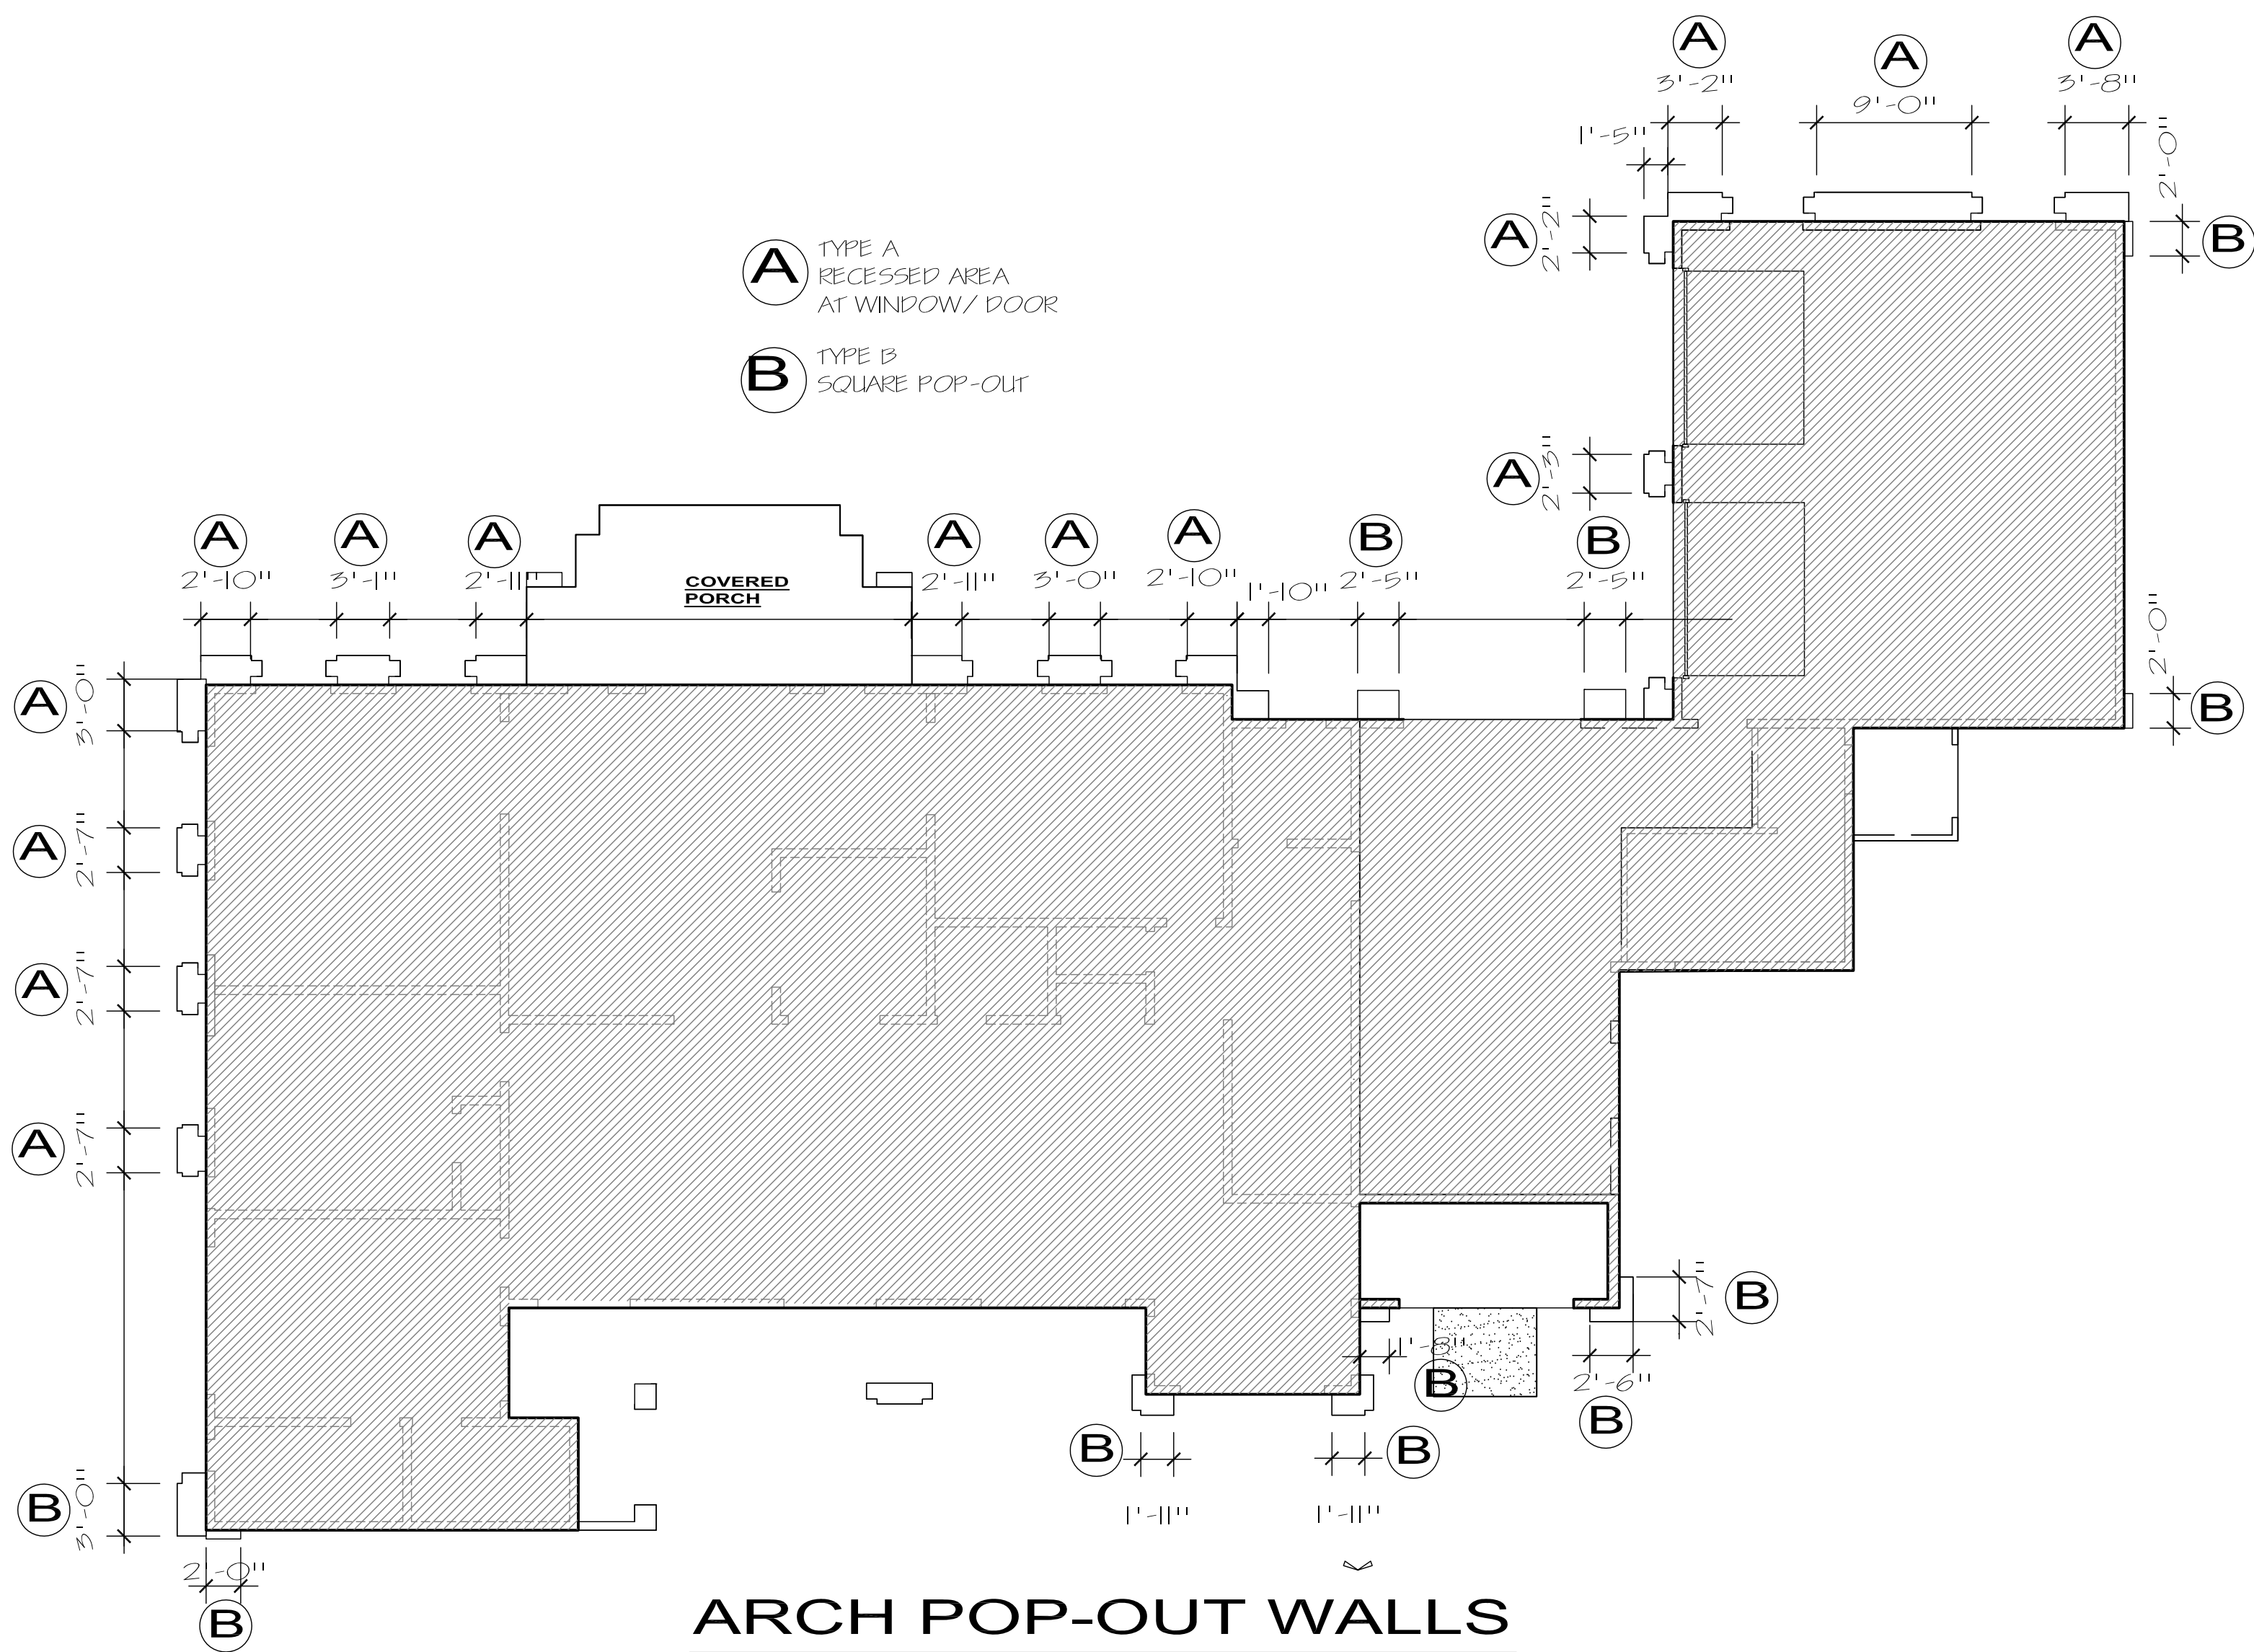 A
A
A
3'-2"
9'-0"
3'-8"
1'-5"
2'-0"
A
2'-2"
B
A
TYPE A
RECESSED AREA
AT WINDOW/ DOOR
B
TYPE B
SQUARE POP-OUT
A
2'-3"
A
A
A
A
A
A
B
B
2'-10"
3'-1"
2'-11"
COVERED
PORCH
2'-11"
3'-0"
2'-10"
1'-10"
2'-5"
2'-5"
2'-0"
B
A
3'-0"
A
2'-7"
A
2'-7"
A
2'-7"
2'-7"
B
1'-8"
B
2'-6"
B
B
B
1'-11"
1'-11"
B
3'-0"
2'-0"
B
ARCH POP-OUT WALLS